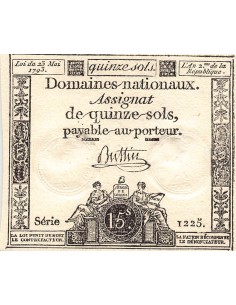 Loi du 23 Mai 1793.
quinze sols.
L'An 2.me de la République.
Domaines nationaux.
Assignat
de quinze-sols,
payable au-porteur.
Buttin
Série
15s
1225.
LA LOI PUNIT DE MORT
LE CONTREFACTEUR.
LA NATION RÉCOMPENSE
LE DÉNONCIATEUR.